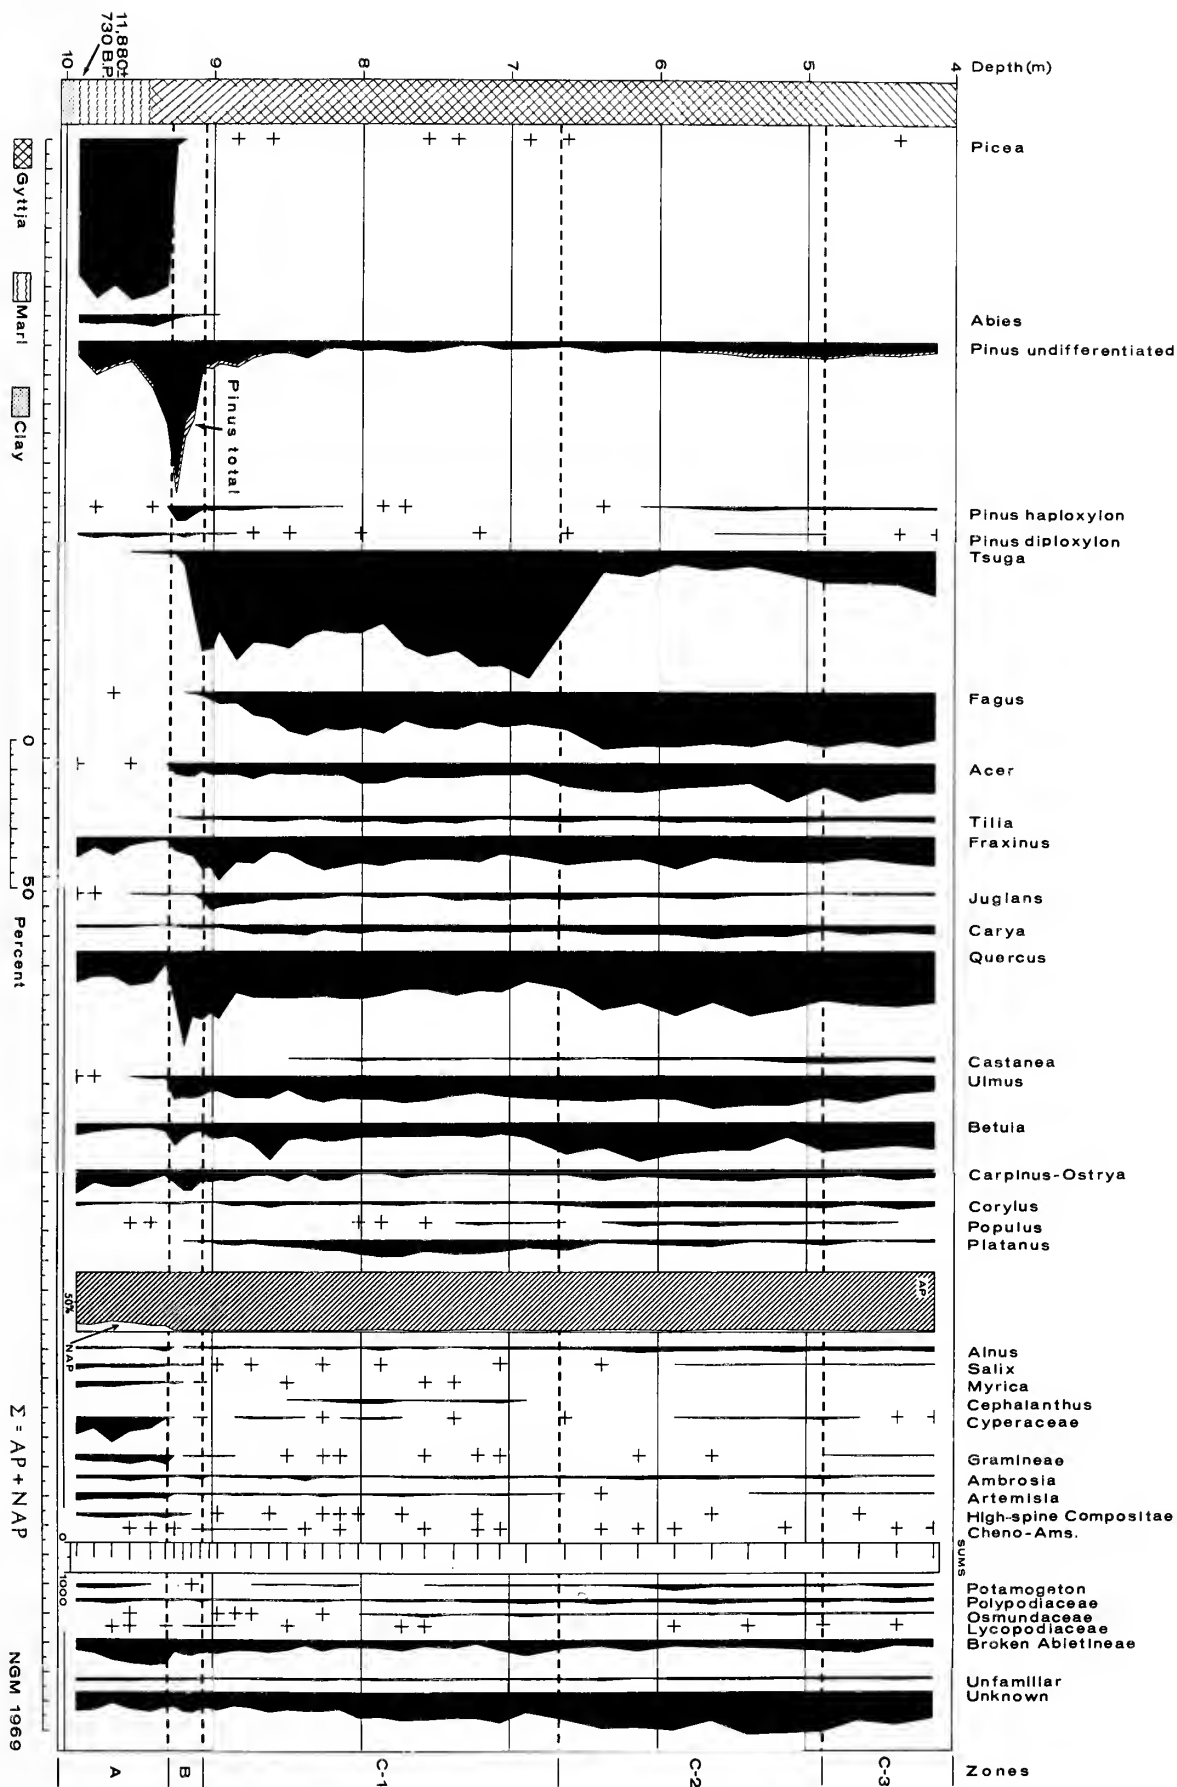 11,880±
730 B.P.
10
9
8
7
6
5
4
Depth(m)
Picea
Abies
Pinus undifferentiated
Pinus total
Pinus haploxylon
Pinus diploxylon
Tsuga
Fagus
Acer
Tilia
Fraxinus
Juglans
Carya
Quercus
Castanea
Ulmus
Betula
Carpinus-Ostrya
Corylus
Populus
Platanus
AP
50%
NAP
Alnus
Salix
Myrica
Cephalanthus
Cyperaceae
Gramineae
Ambrosia
Artemisia
High-spine Compositae
Cheno-Ams.
0
1000
SUMS
Potamogeton
Polypodiaceae
Osmundaceae
Lycopodiaceae
Broken Abietineae
Unfamiliar
Unknown
A
B
C-1
C-2
C-3
Zones
Gyttja
Marl
Clay
0
50
Percent
Σ = AP + NAP
NGM 1969